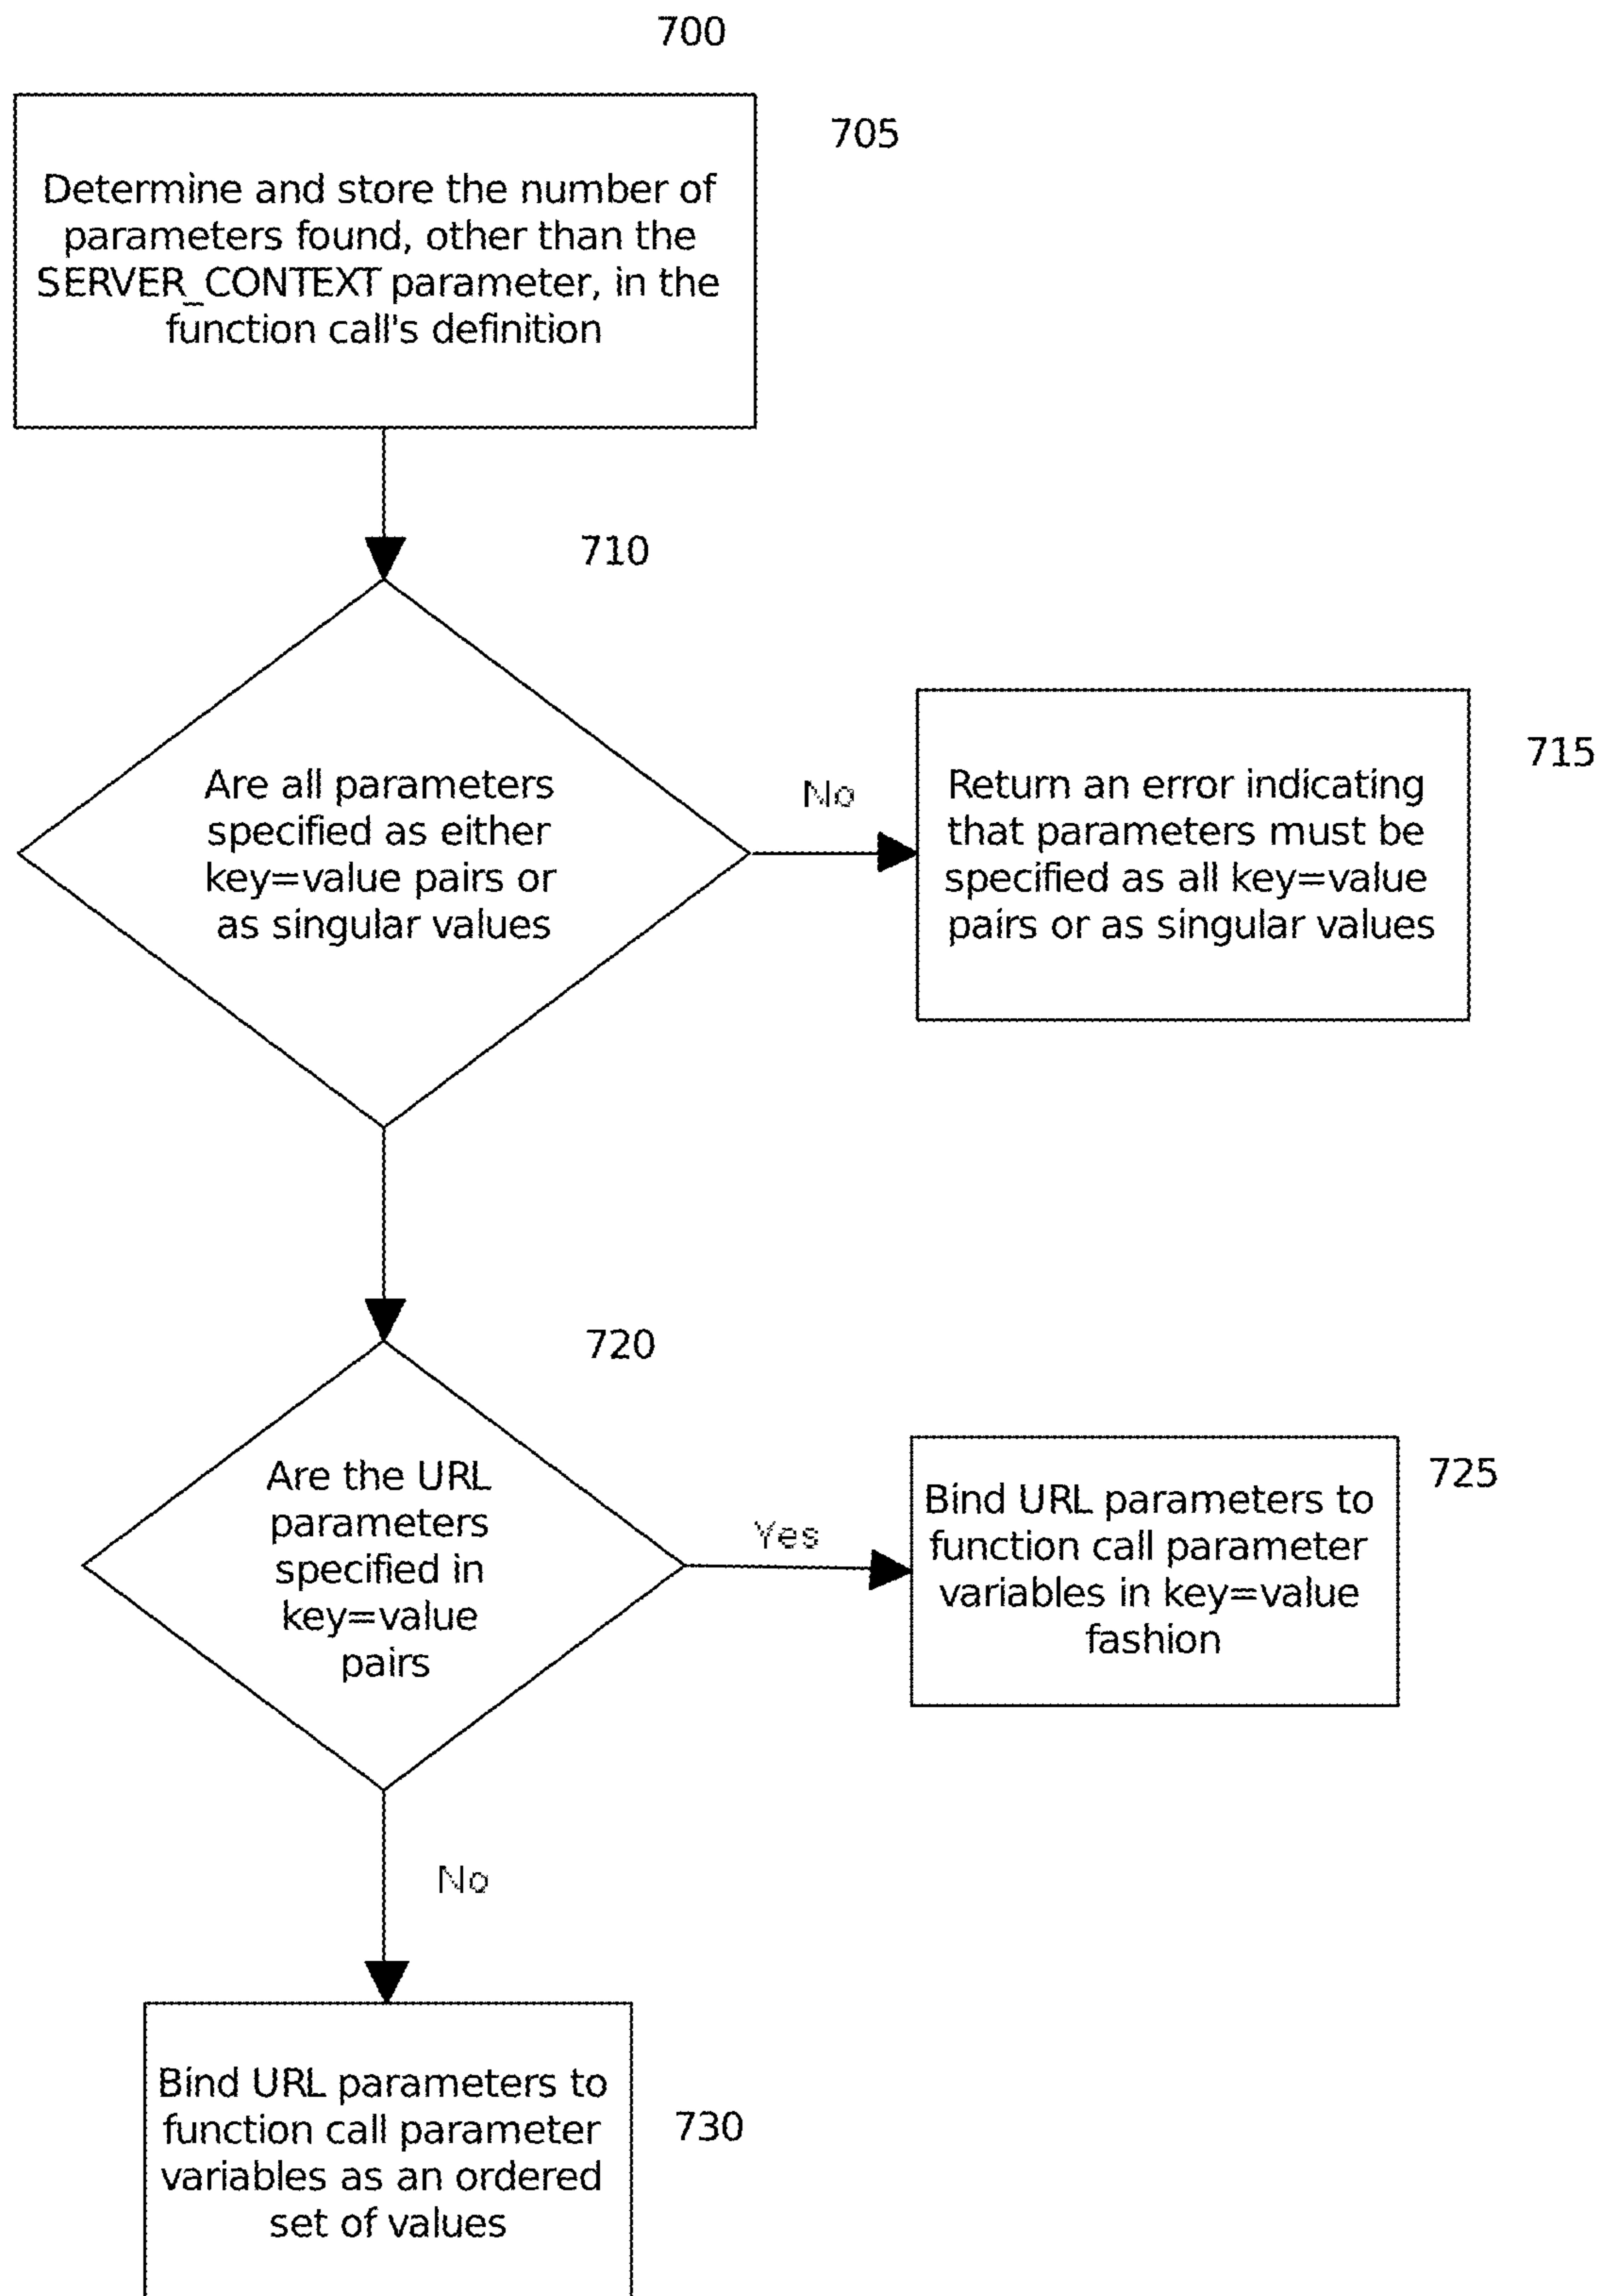 700
705
Determine and store the number of
parameters found, other than the
SERVER_CONTEXT parameter, in the
function call's definition
710
Are all parameters
specified as either
key=value pairs or
as singular values
No
715
Return an error indicating
that parameters must be
specified as all key=value
pairs or as singular values
720
Are the URL
parameters
specified in
key=value
pairs
Yes
725
Bind URL parameters to
function call parameter
variables in key=value
fashion
No
730
Bind URL parameters to
function call parameter
variables as an ordered
set of values